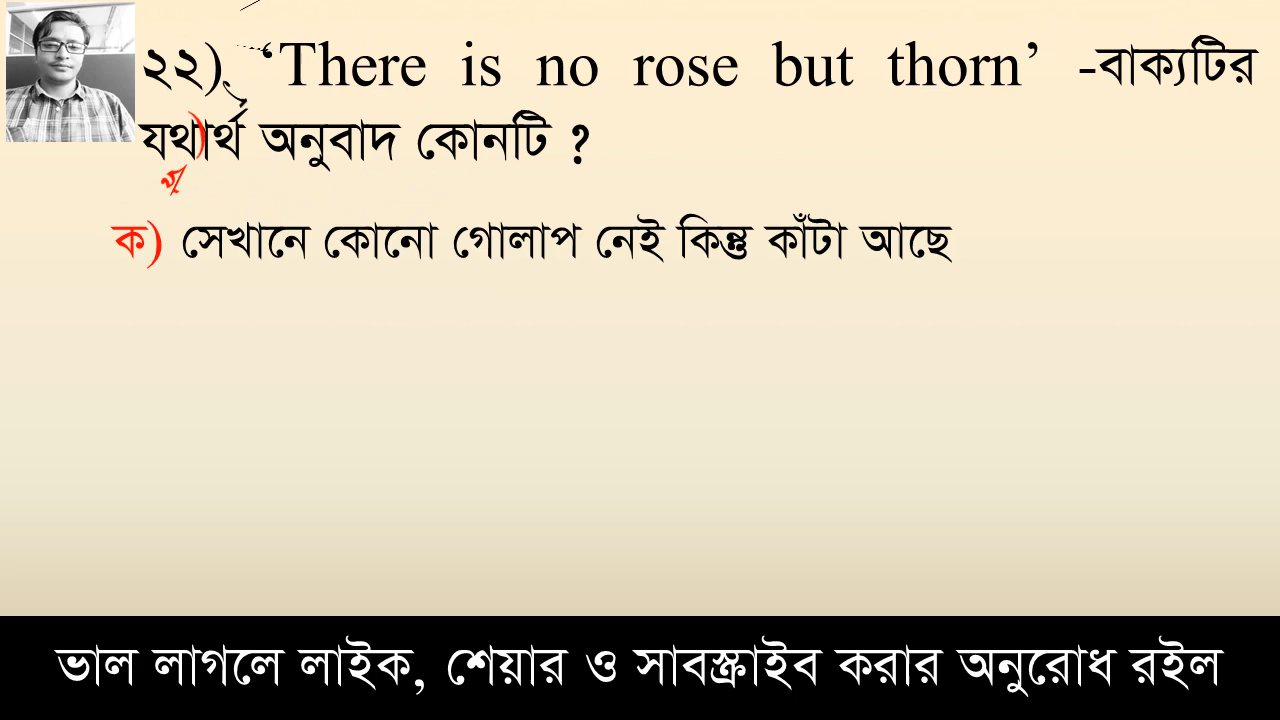 ২২). ‘There is no rose but thorn’ -বাক্যটির
যথার্থ অনুবাদ কোনটি ?
ক) সেখানে কোনো গোলাপ নেই কিন্তু কাঁটা আছে
ভাল লাগলে লাইক, শেয়ার ও সাবস্ক্রাইব করার অনুরোধ রইল